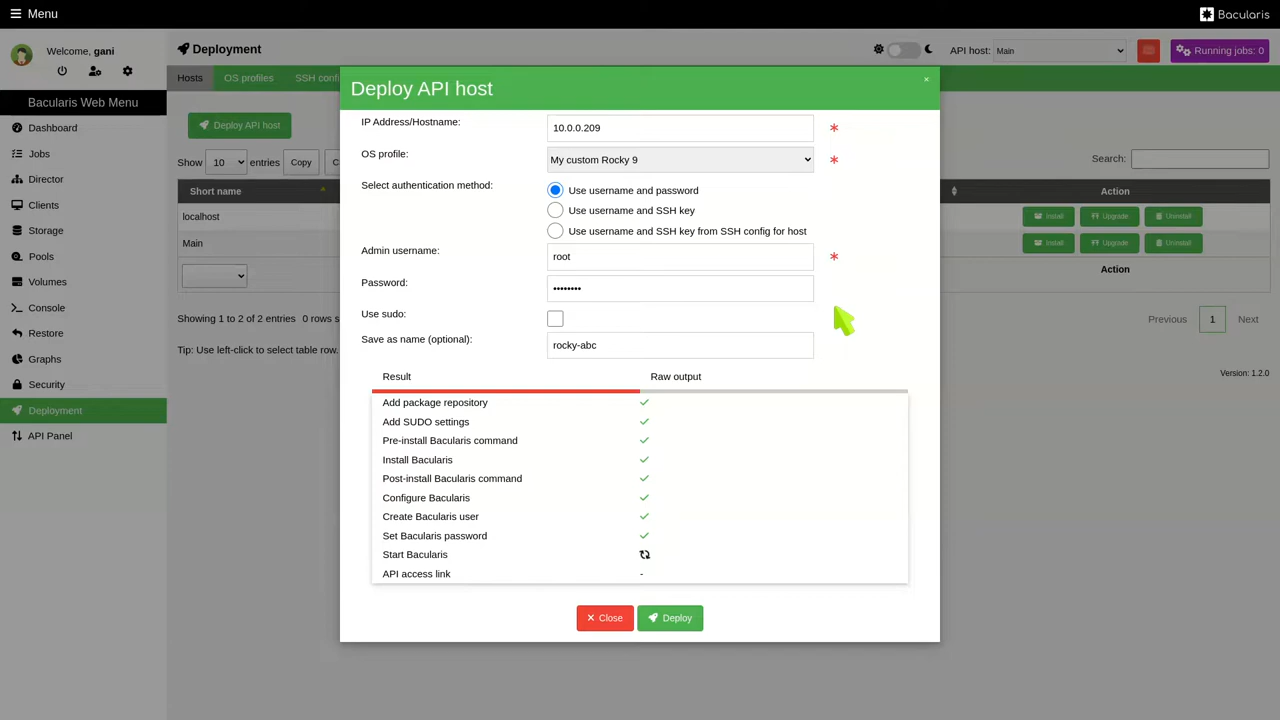 Menu
Bacularis
Welcome, gani
Deployment
API host:
Main
Running jobs: 0
Hosts
OS profiles
SSH confi
Bacularis Web Menu
Dashboard
Jobs
Director
Clients
Storage
Pools
Volumes
Console
Restore
Graphs
Security
Deployment
API Panel
Deploy API host
Show 10 entries Copy C
Search:
Short name
Action
localhost
Install Upgrade Uninstall
Main
Install Upgrade Uninstall
Action
Showing 1 to 2 of 2 entries 0 rows s
Previous 1 Next
Tip: Use left-click to select table row.
Version: 1.2.0
Deploy API host
×
IP Address/Hostname:
10.0.0.209
*
OS profile:
My custom Rocky 9
*
Select authentication method:
Use username and password
Use username and SSH key
Use username and SSH key from SSH config for host
Admin username:
root
*
Password:
••••••••
Use sudo:
Save as name (optional):
rocky-abc
Result
Raw output
Add package repository
Add SUDO settings
Pre-install Bacularis command
Install Bacularis
Post-install Bacularis command
Configure Bacularis
Create Bacularis user
Set Bacularis password
Start Bacularis
API access link -
Close
Deploy